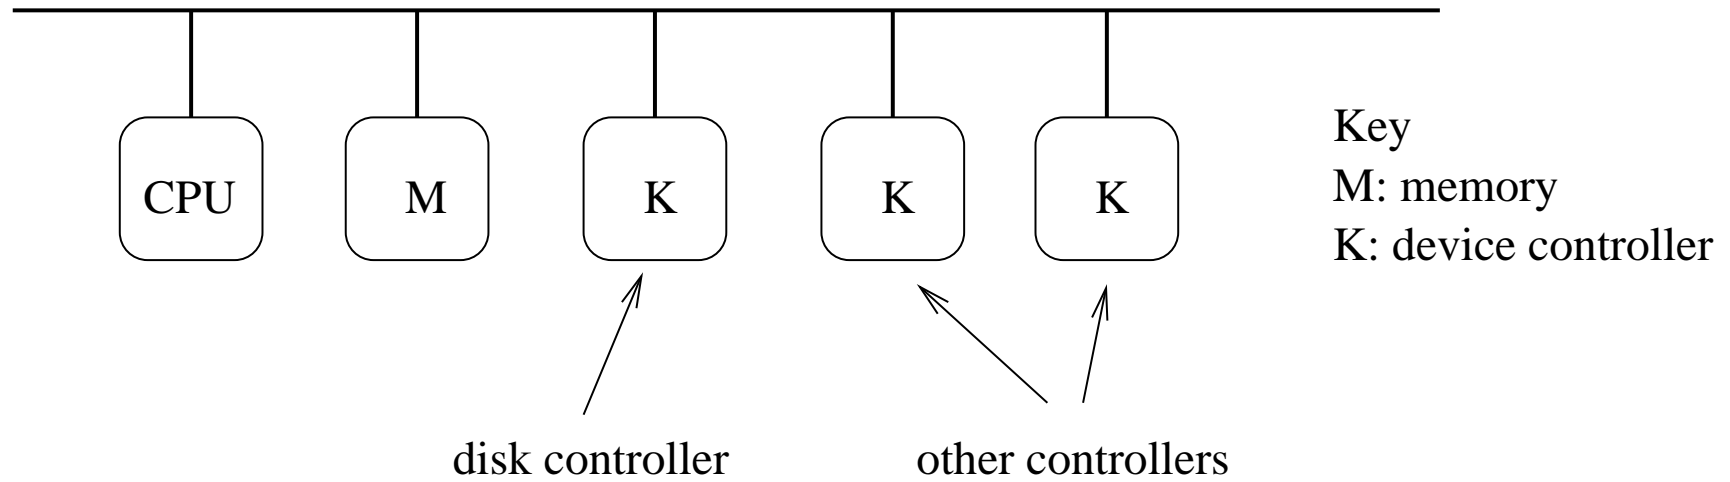 CPU
M
K
K
K
Key
M: memory
K: device controller
disk controller
other controllers